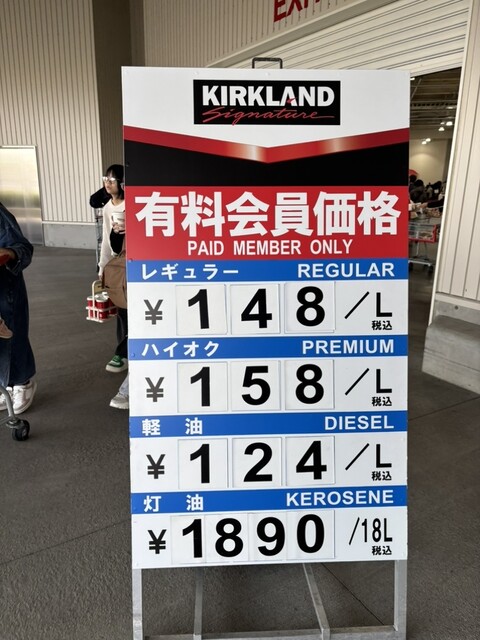 KIRKLAND
Signature
有料会員価格
PAID MEMBER ONLY
レギュラー REGULAR
¥ 148 /L 税込
ハイオク PREMIUM
¥ 158 /L 税込
軽油 DIESEL
¥ 124 /L 税込
灯油 KEROSENE
¥ 1890 /18L 税込